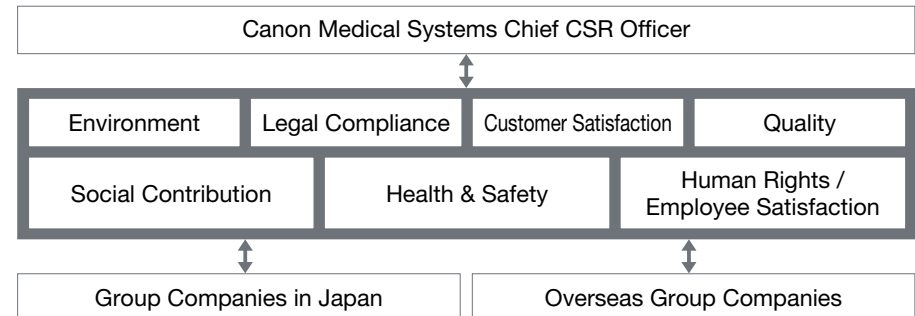 Canon Medical Systems Chief CSR Officer
Environment
Legal Compliance
Customer Satisfaction
Quality
Social Contribution
Health & Safety
Human Rights /
Employee Satisfaction
Group Companies in Japan
Overseas Group Companies